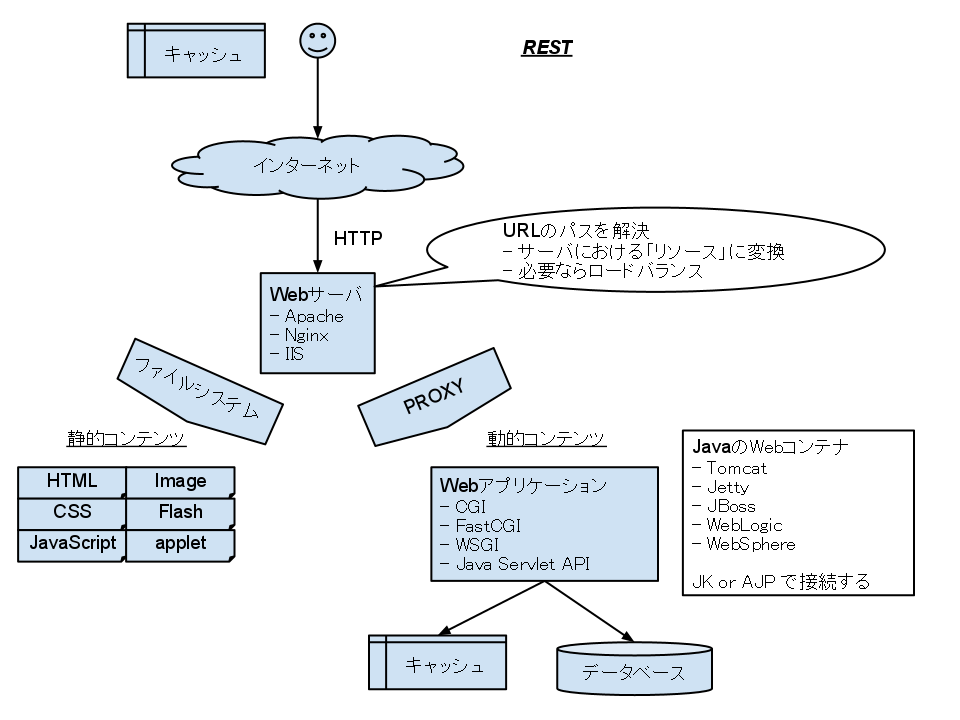 キャッシュ
REST
インターネット
HTTP
URLのパスを解決
- サーバにおける「リソース」に変換
- 必要ならロードバランス
Webサーバ
- Apache
- Nginx
- IIS
ファイルシステム
PROXY
静的コンテンツ
HTML Image
CSS Flash
JavaScript applet
動的コンテンツ
Webアプリケーション
- CGI
- FastCGI
- WSGI
- Java Servlet API
JavaのWebコンテナ
- Tomcat
- Jetty
- JBoss
- WebLogic
- WebSphere
JK or AJP で接続する
キャッシュ
データベース